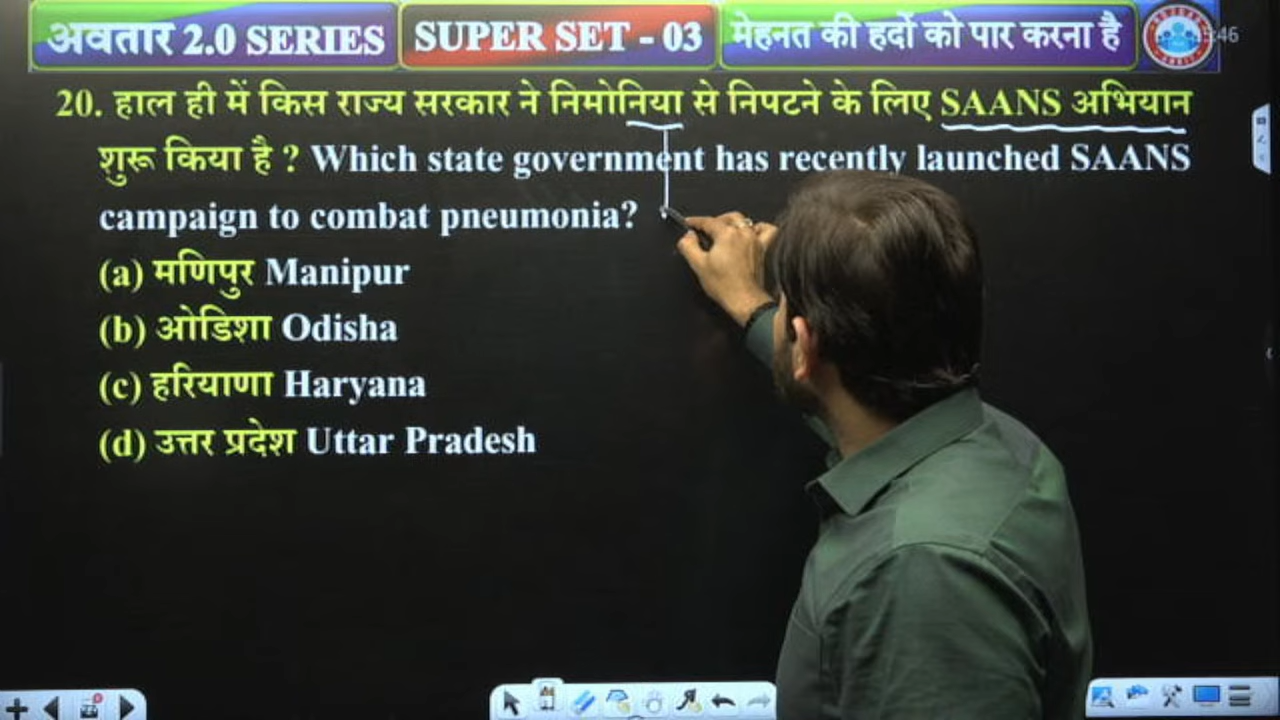 अवतार 2.0 SERIES SUPER SET - 03 मेहनत की हदों को पार करना है :46
20. हाल ही में किस राज्य सरकार ने निमोनिया से निपटने के लिए SAANS अभियान
शुरू किया है ? Which state government has recently launched SAANS
campaign to combat pneumonia?
(a) मणिपुर Manipur
(b) ओडिशा Odisha
(c) हरियाणा Haryana
(d) उत्तर प्रदेश Uttar Pradesh